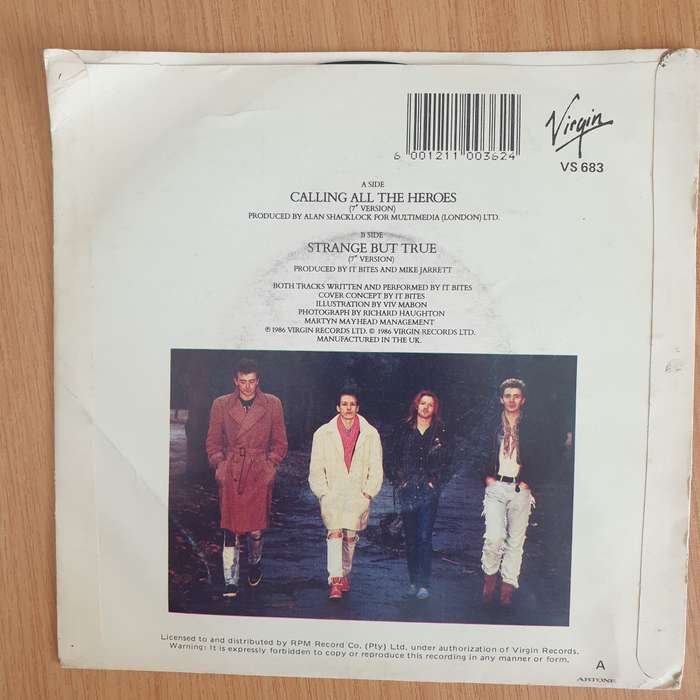 6 001211 003624
Virgin
VS 683
A SIDE
CALLING ALL THE HEROES
(7" VERSION)
PRODUCED BY ALAN SHACKLOCK FOR MULTIMEDIA (LONDON) LTD.
B SIDE
STRANGE BUT TRUE
(7" VERSION)
PRODUCED BY IT BITES AND MIKE JARRETT
BOTH TRACKS WRITTEN AND PERFORMED BY IT BITES
COVER CONCEPT BY IT BITES
ILLUSTRATION BY VIV MABON
PHOTOGRAPH BY RICHARD HAUGHTON
MARTYN MAYHEAD MANAGEMENT
℗ 1986 VIRGIN RECORDS LTD. © 1986 VIRGIN RECORDS LTD.
MANUFACTURED IN THE UK.
Licensed to and distributed by RPM Record Co. (Pty) Ltd. under authorization of Virgin Records.
Warning: It is expressly forbidden to copy or reproduce this recording in any manner or form.
A
ARTONE